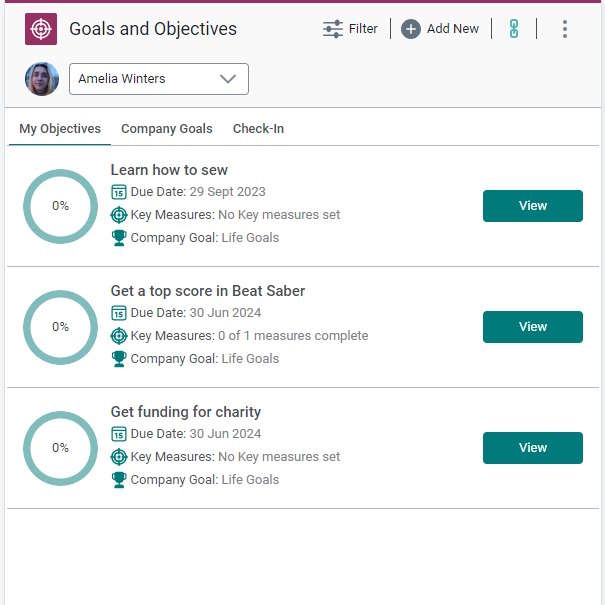 Goals and Objectives
Filter
Add New
Amelia Winters
My Objectives
Company Goals
Check-In
0%
Learn how to sew
15 Due Date: 29 Sept 2023
Key Measures: No Key measures set
Company Goal: Life Goals
View
0%
Get a top score in Beat Saber
15 Due Date: 30 Jun 2024
Key Measures: 0 of 1 measures complete
Company Goal: Life Goals
View
0%
Get funding for charity
15 Due Date: 30 Jun 2024
Key Measures: No Key measures set
Company Goal: Life Goals
View